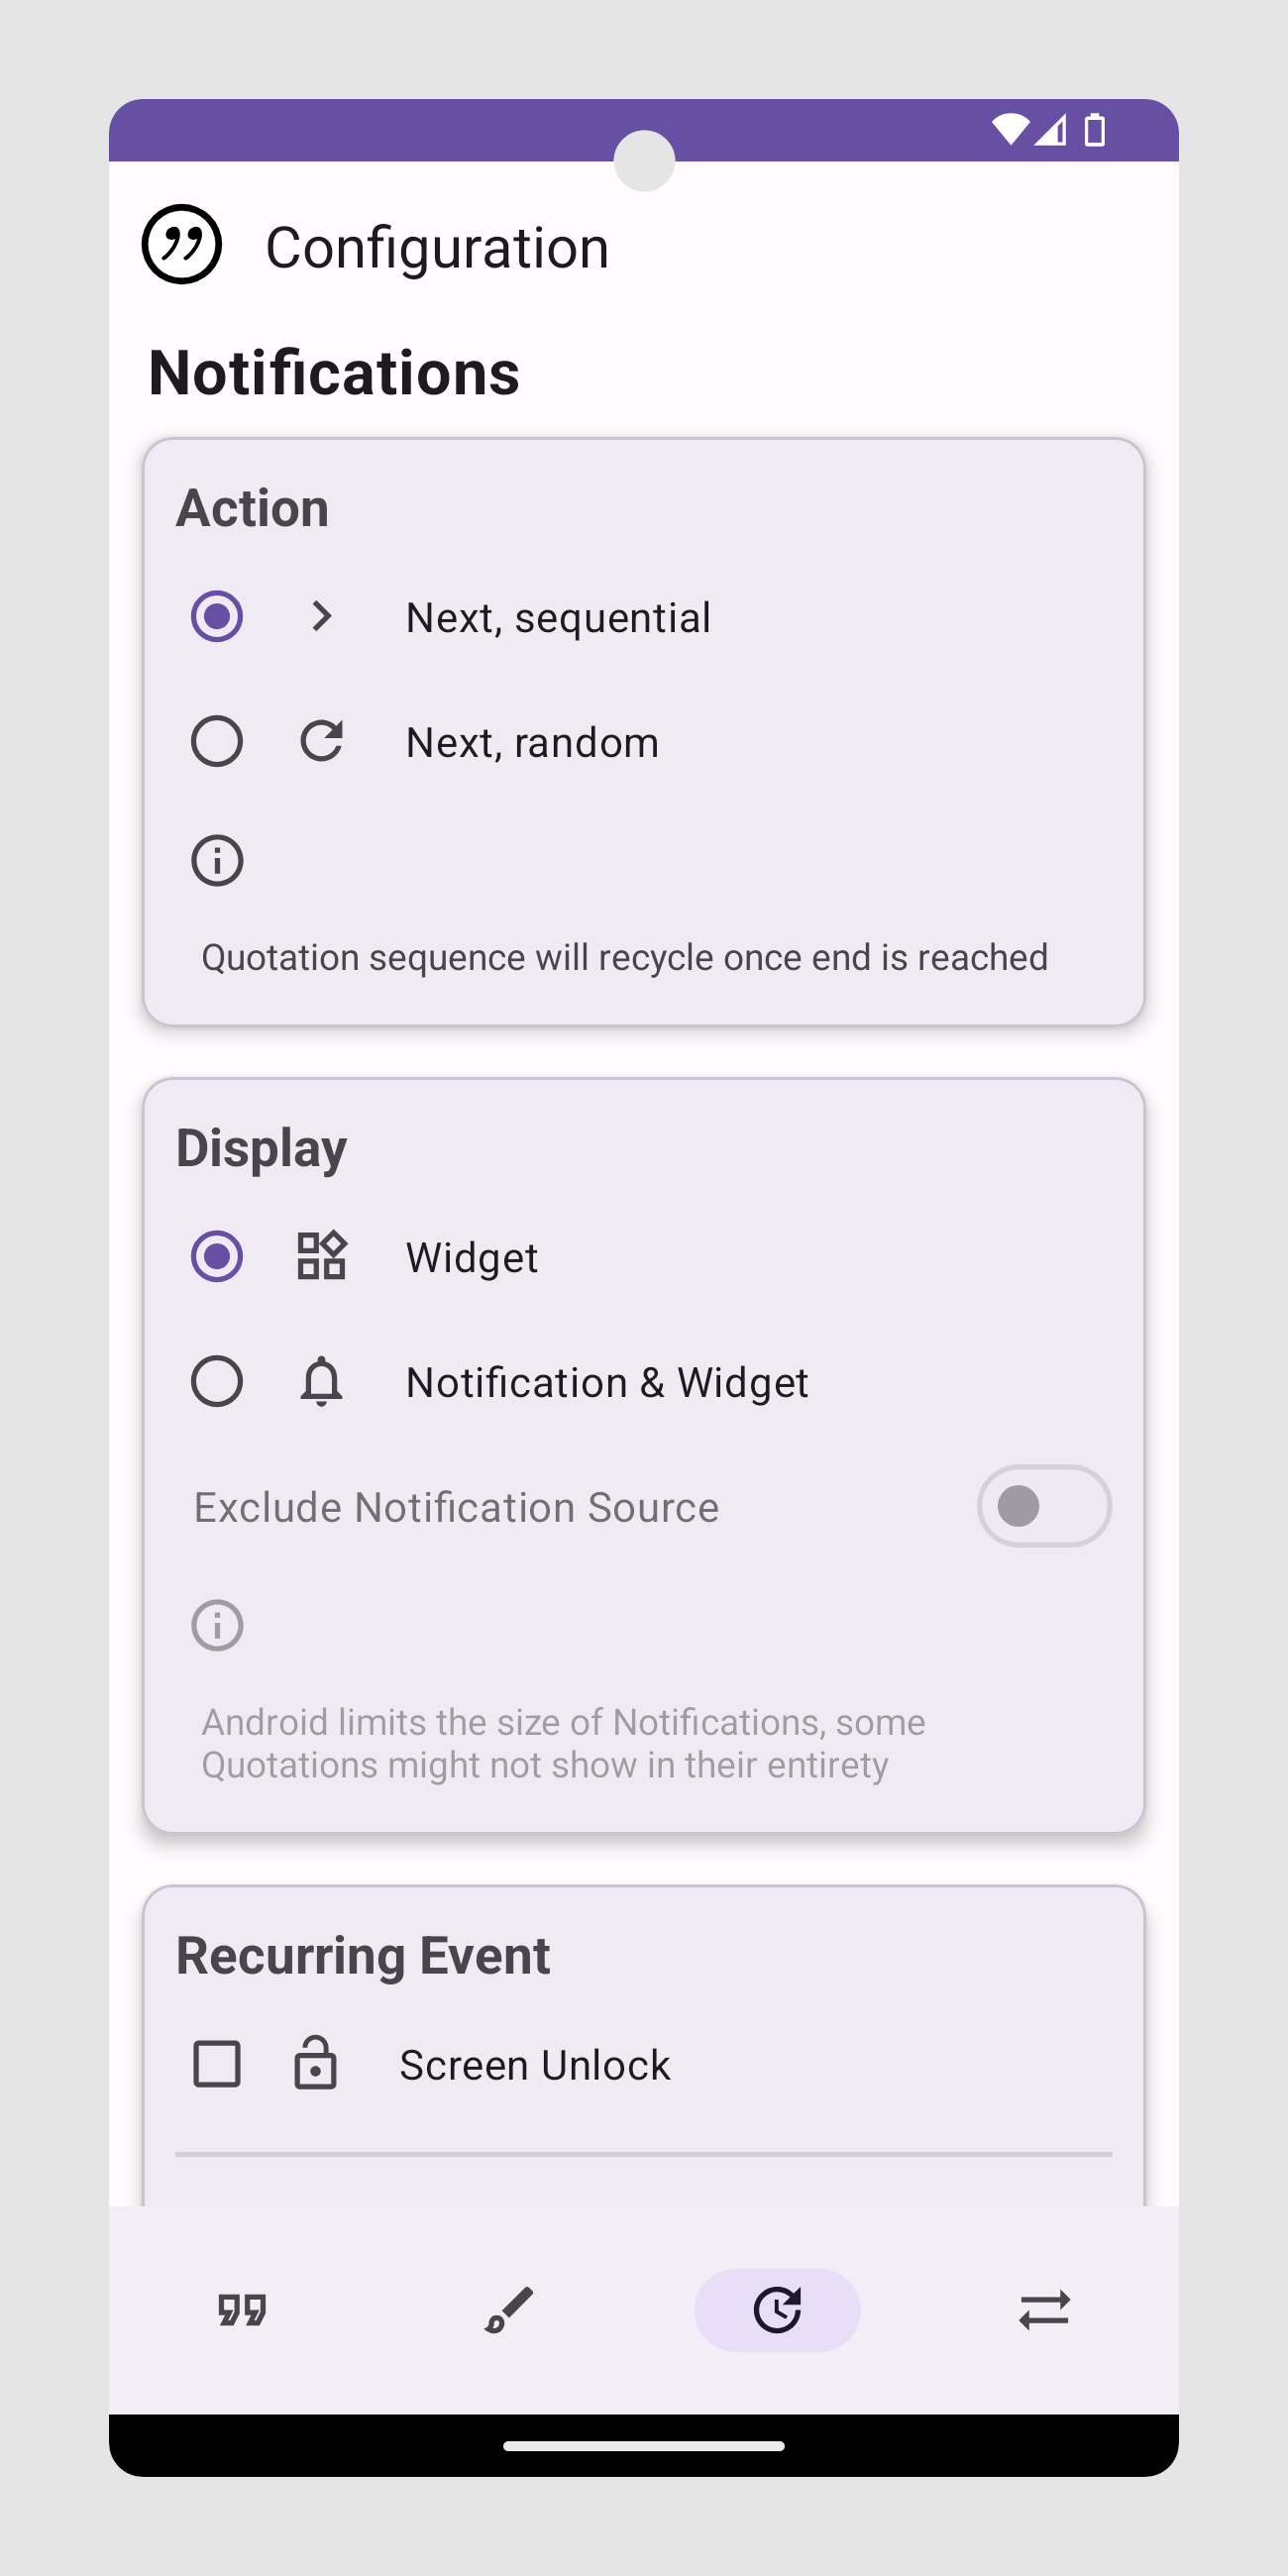 Configuration
Notifications
Action
Next, sequential
Next, random
Quotation sequence will recycle once end is reached
Display
Widget
Notification & Widget
Exclude Notification Source
Android limits the size of Notifications, some
Quotations might not show in their entirety
Recurring Event
Screen Unlock